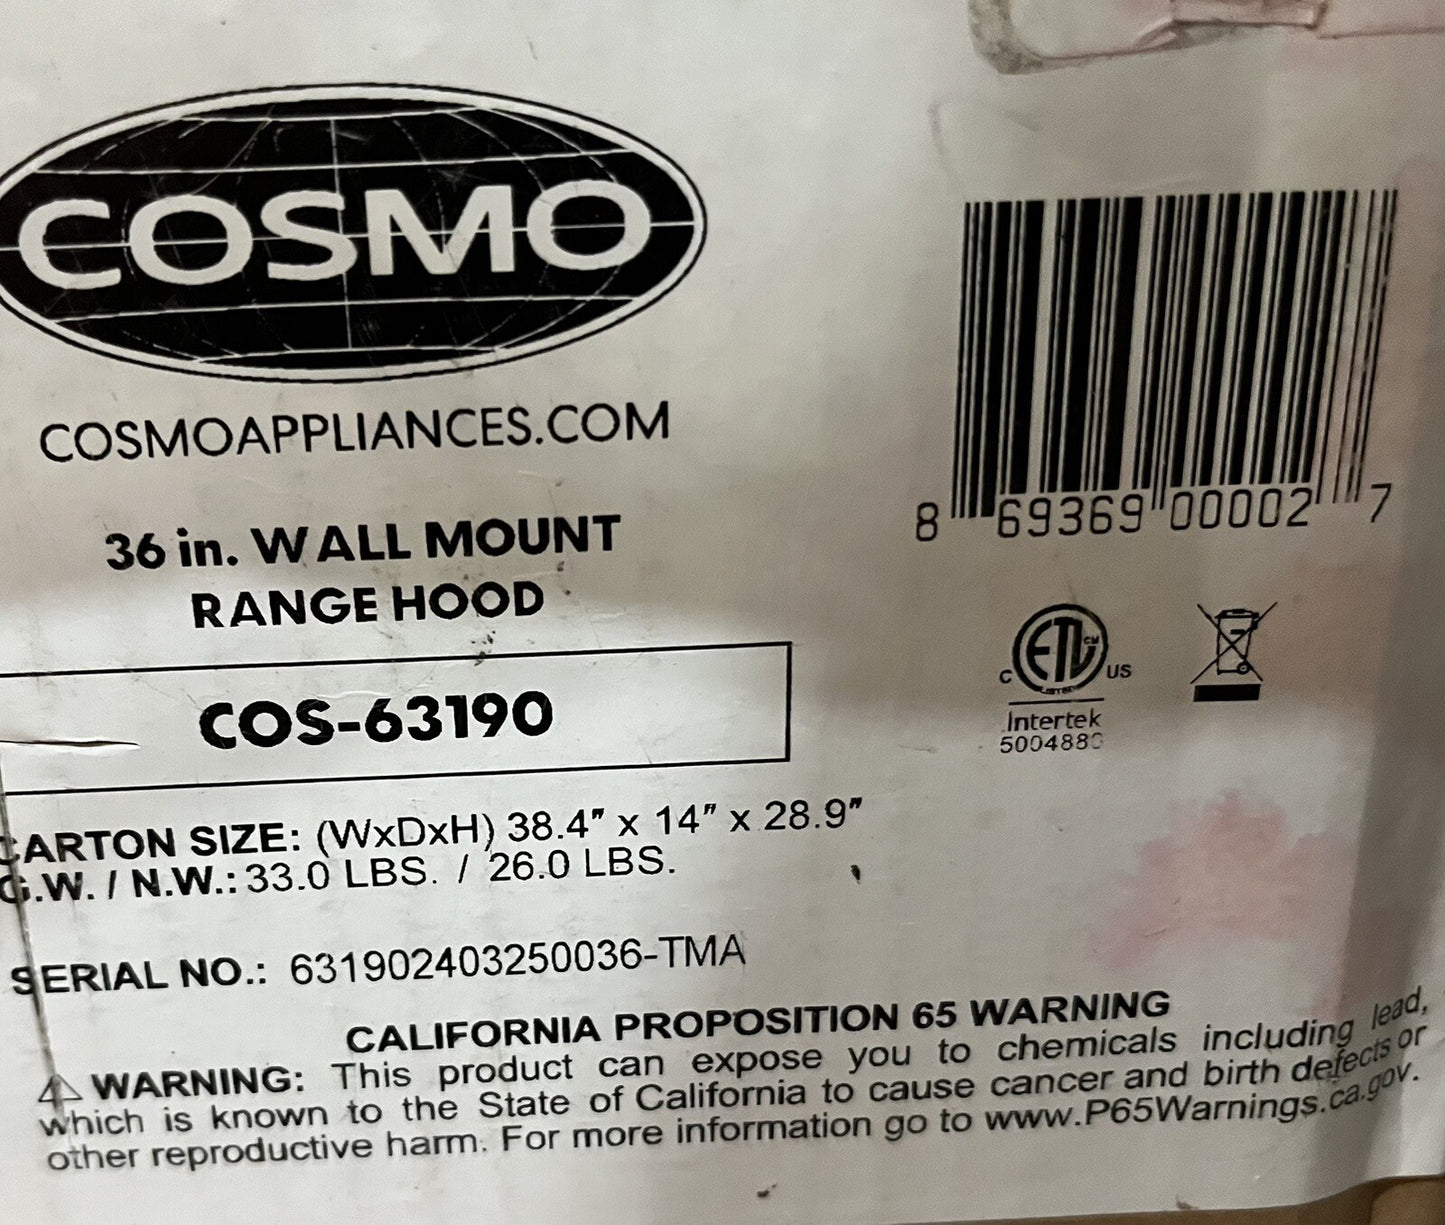 COSMO
COSMOAPPLIANCES.COM
36 in. WALL MOUNT
RANGE HOOD
COS-63190
CARTON SIZE: (WxDxH) 38.4" x 14" x 28.9"
G.W. / N.W.: 33.0 LBS. / 26.0 LBS.
SERIAL NO.: 631902403250036-TMA
8 69369 00002 7
ETL CM
LISTED
C US
Intertek
CALIFORNIA PROPOSITION 65 WARNING
⚠ WARNING: This product can expose you to chemicals including lead,
which is known to the State of California to cause cancer and birth defects or
other reproductive harm. For more information go to www.P65Warnings.ca.gov.